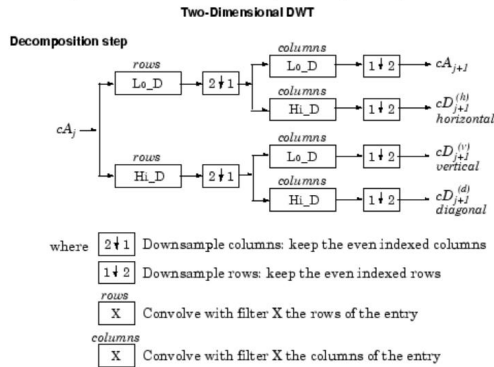 Two-Dimensional DWT
Decomposition step
rows
Lo_D
2↓1
columns
Lo_D
1↓2
cA_{j+1}
columns
Hi_D
1↓2
cD_{j+1}^{(h)}
horizontal
cA_j
rows
Hi_D
2↓1
columns
Lo_D
1↓2
cD_{j+1}^{(v)}
vertical
columns
Hi_D
1↓2
cD_{j+1}^{(d)}
diagonal
where 2↓1 Downsample columns: keep the even indexed columns
1↓2 Downsample rows: keep the even indexed rows
rows
X Convolve with filter X the rows of the entry
columns
X Convolve with filter X the columns of the entry